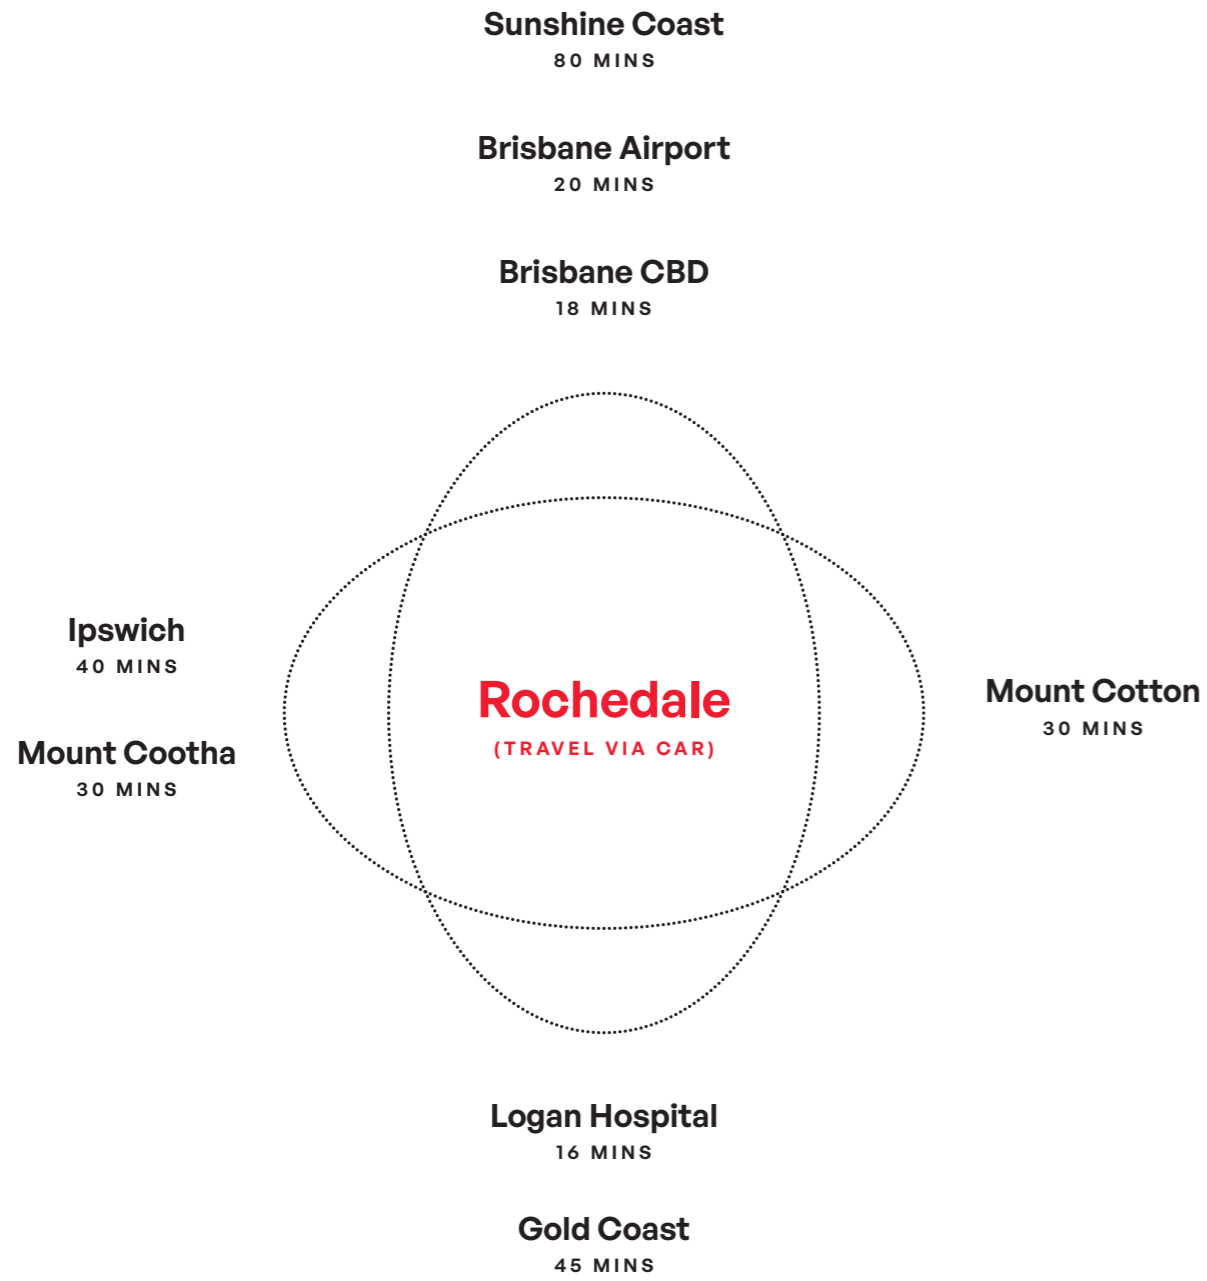 Sunshine Coast
80 MINS
Brisbane Airport
20 MINS
Brisbane CBD
18 MINS
Ipswich
40 MINS
Mount Cootha
30 MINS
Rochedale
(TRAVEL VIA CAR)
Mount Cotton
30 MINS
Logan Hospital
16 MINS
Gold Coast
45 MINS